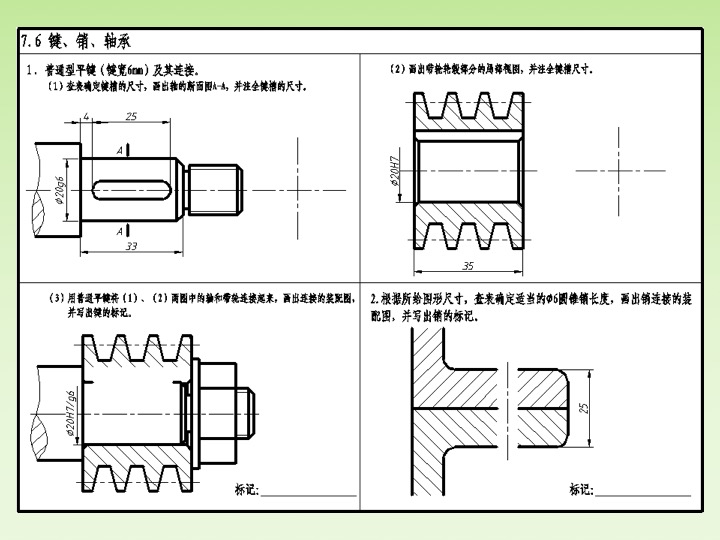 7.6 键、销、轴承
1. 普通型平键(键宽6mm)及其连接。
(1)查表确定键槽的尺寸，画出轴的断面图A-A，并注全键槽的尺寸。
4
25
A
φ20g6
A
33
(2)画出带轮轮毂部分的局部视图，并注全键槽尺寸。
φ20H7
35
(3)用普通平键将(1)、(2)两图中的轴和带轮连接起来，画出连接的装配图，
并写出键的标记。
φ20H7/g6
标记:
2.根据所给图形尺寸，查表确定适当的φ6圆锥销长度，画出销连接的装
配图，并写出销的标记。
25
标记: